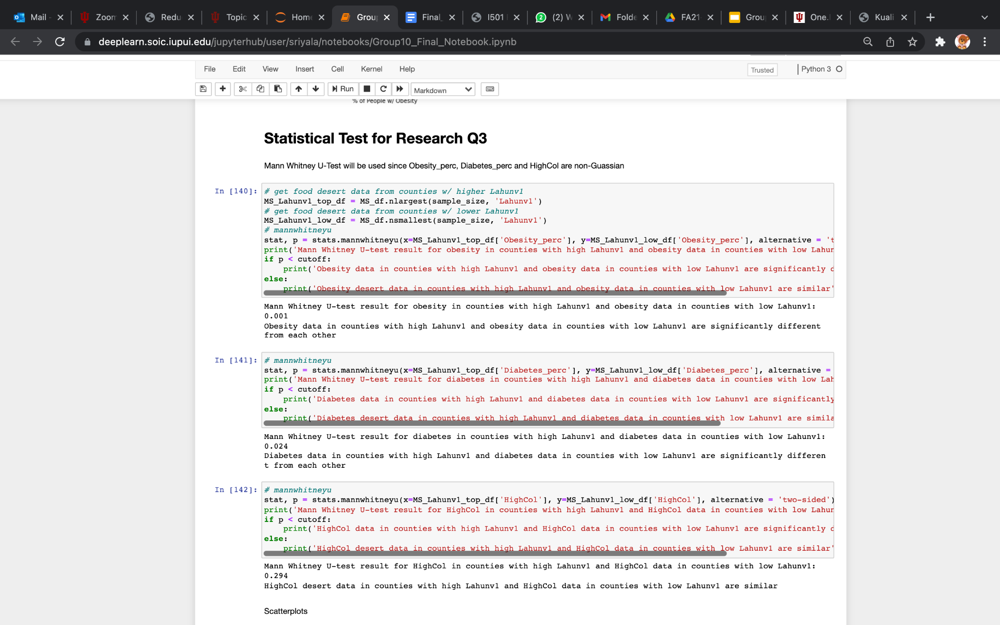 Mail -
Zoom
Redu
Topic
Home
Group
Final_
I501
(2) W
Folde
FA21-
Group
One.I
Kuali
deeplearn.soic.iupui.edu/jupyterhub/user/sriyala/notebooks/Group10_Final_Notebook.ipynb
File Edit View Insert Cell Kernel Help Trusted Python 3
Run Markdown
% of People w/ Obesity
Statistical Test for Research Q3
Mann Whitney U-Test will be used since Obesity_perc, Diabetes_perc and HighCol are non-Guassian
In [140]: # get food desert data from counties w/ higher Lahunv1
MS_Lahunv1_top_df = MS_df.nlargest(sample_size, 'Lahunv1')
# get food desert data from counties w/ lower Lahunv1
MS_Lahunv1_low_df = MS_df.nsmallest(sample_size, 'Lahunv1')
# mannwhitneyu
stat, p = stats.mannwhitneyu(x=MS_Lahunv1_top_df['Obesity_perc'], y=MS_Lahunv1_low_df['Obesity_perc'], alternative = 't
print('Mann Whitney U-test result for obesity in counties with high Lahunv1 and obesity data in counties with low Lahun
if p < cutoff:
print('Obesity data in counties with high Lahunv1 and obesity data in counties with low Lahunv1 are significantly d
else:
print('Obesity desert data in counties with high Lahunv1 and obesity data in counties with low Lahunv1 are similar'
Mann Whitney U-test result for obesity in counties with high Lahunv1 and obesity data in counties with low Lahunv1:
0.001
Obesity data in counties with high Lahunv1 and obesity data in counties with low Lahunv1 are significantly different
from each other
In [141]: # mannwhitneyu
stat, p = stats.mannwhitneyu(x=MS_Lahunv1_top_df['Diabetes_perc'], y=MS_Lahunv1_low_df['Diabetes_perc'], alternative =
print('Mann Whitney U-test result for diabetes in counties with high Lahunv1 and diabetes data in counties with low Lah
if p < cutoff:
print('Diabetes data in counties with high Lahunv1 and diabetes data in counties with low Lahunv1 are significantly
else:
print('Diabetes desert data in counties with high Lahunv1 and diabetes data in counties with low Lahunv1 are simila
Mann Whitney U-test result for diabetes in counties with high Lahunv1 and diabetes data in counties with low Lahunv1:
0.024
Diabetes data in counties with high Lahunv1 and diabetes data in counties with low Lahunv1 are significantly differen
t from each other
In [142]: # mannwhitneyu
stat, p = stats.mannwhitneyu(x=MS_Lahunv1_top_df['HighCol'], y=MS_Lahunv1_low_df['HighCol'], alternative = 'two-sided')
print('Mann Whitney U-test result for HighCol in counties with high Lahunv1 and HighCol data in counties with low Lahun
if p < cutoff:
print('HighCol data in counties with high Lahunv1 and HighCol data in counties with low Lahunv1 are significantly d
else:
print('HighCol desert data in counties with high Lahunv1 and HighCol data in counties with low Lahunv1 are similar'
Mann Whitney U-test result for HighCol in counties with high Lahunv1 and HighCol data in counties with low Lahunv1:
0.294
HighCol desert data in counties with high Lahunv1 and HighCol data in counties with low Lahunv1 are similar
Scatterplots